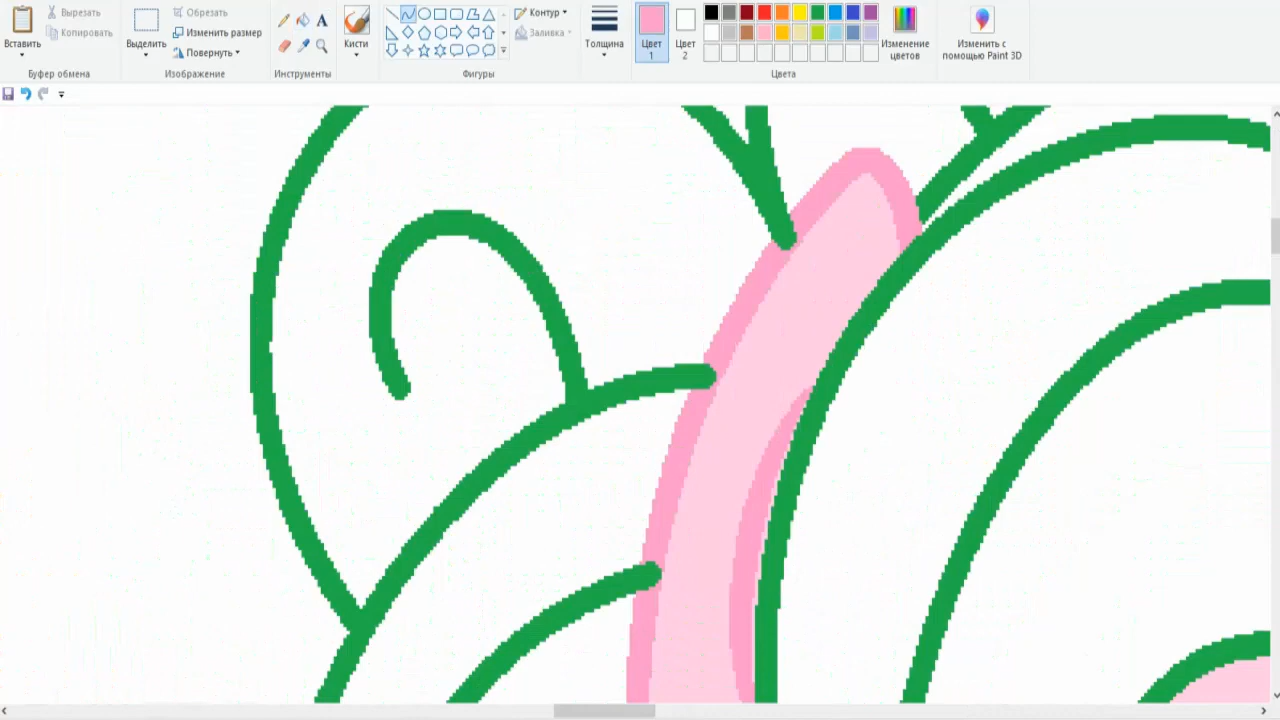 Вставить
Вырезать
Копировать
Буфер обмена
Выделить
Обрезать
Изменить размер
Повернуть
Изображение
A
Инструменты
Кисти
Контур
Заливка
Фигуры
Толщина
Цвет
1
Цвет
2
Цвета
Изменение
цветов
Изменить с
помощью Paint 3D